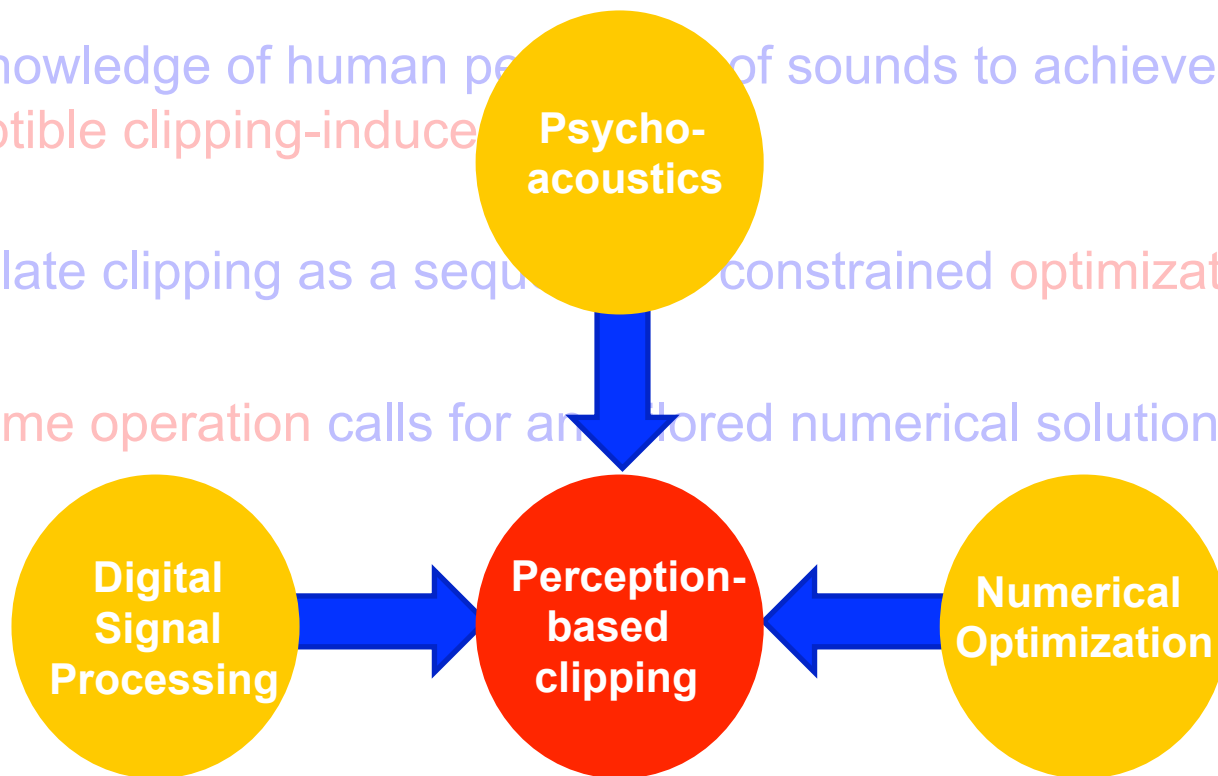 nowledge of human pe of sounds to achieve
ptible clipping-induce
Psycho-
acoustics
late clipping as a sequ constrained optimizat
me operation calls for an lored numerical solution
Digital
Signal
Processing
Perception-
based
clipping
Numerical
Optimization